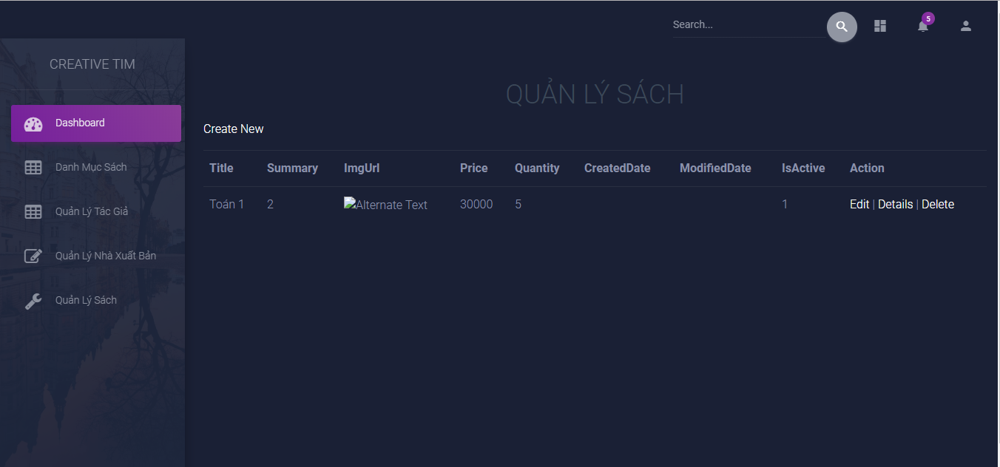 Search...
5
CREATIVE TIM
QUẢN LÝ SÁCH
Dashboard
Create New
Danh Mục Sách
Title Summary ImgUrl Price Quantity CreatedDate ModifiedDate IsActive Action
Toán 1 2 Alternate Text 30000 5 1 Edit | Details | Delete
Quản Lý Tác Giả
Quản Lý Nhà Xuất Bản
Quản Lý Sách